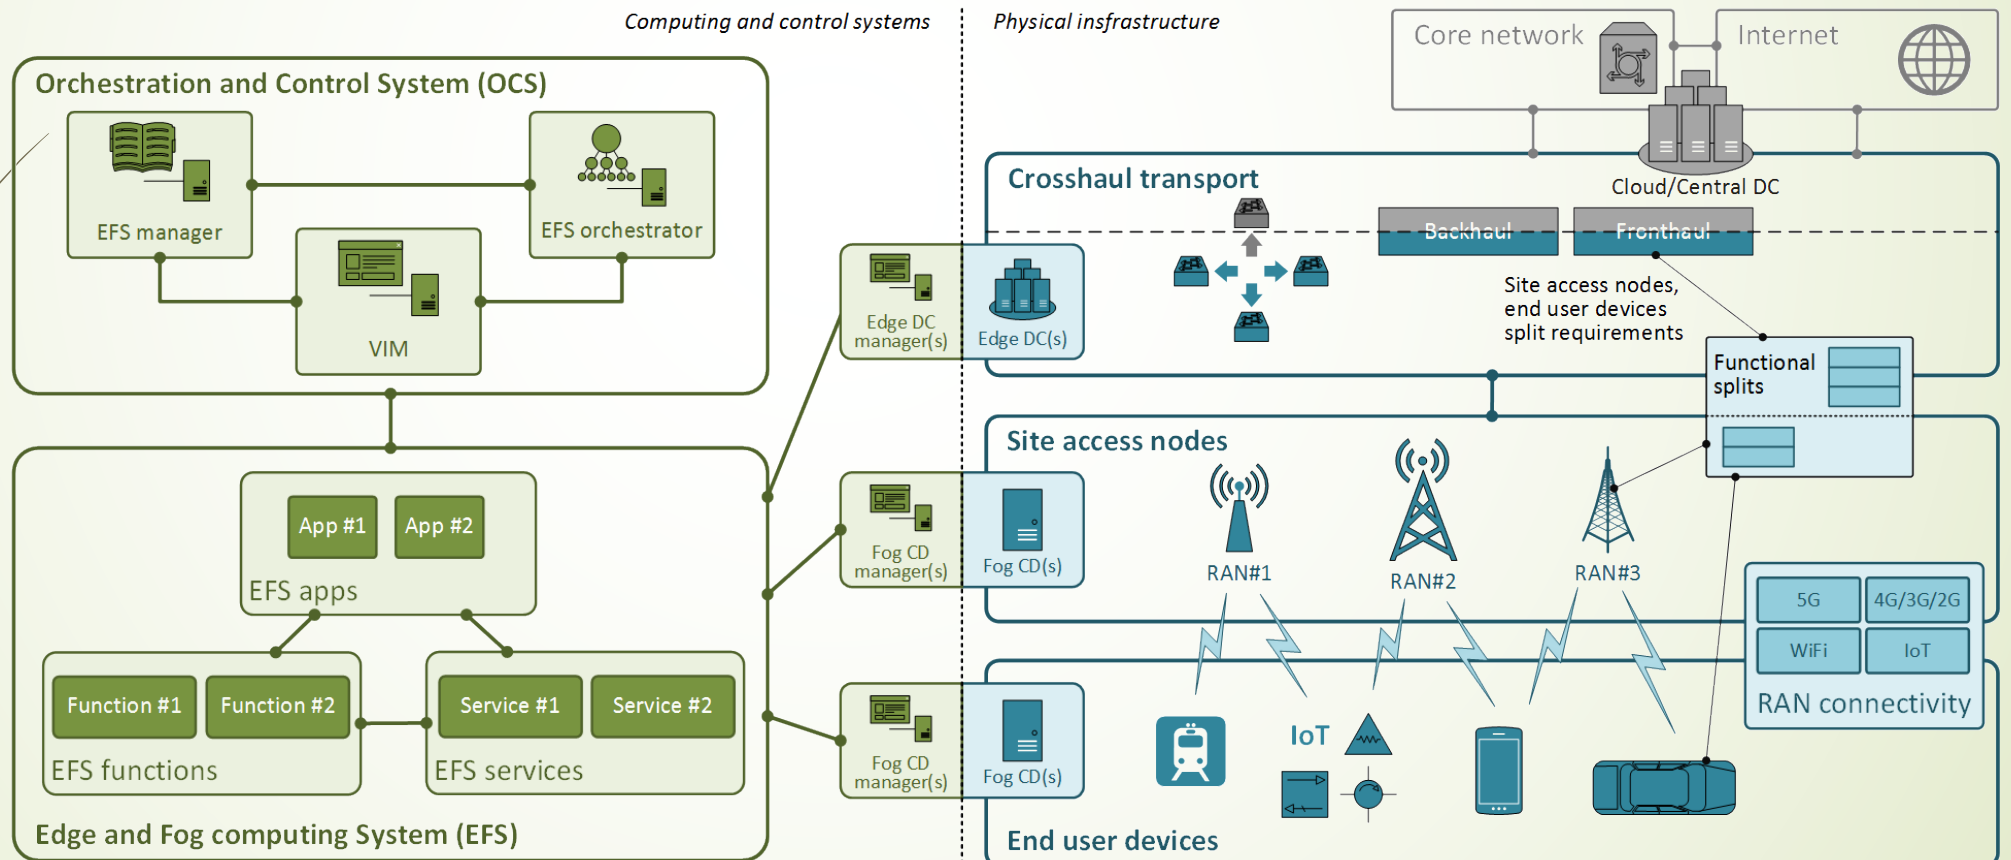 Computing and control systems
Physical insfrastructure
Core network
Internet
Orchestration and Control System (OCS)
EFS manager
EFS orchestrator
VIM
Crosshaul transport
Cloud/Central DC
Backhaul
Fronthaul
Site access nodes,
end user devices
split requirements
Edge DC
manager(s)
Edge DC(s)
Functional
splits
Site access nodes
App #1
App #2
EFS apps
Fog CD
manager(s)
Fog CD(s)
RAN#1
RAN#2
RAN#3
5G
4G/3G/2G
WiFi
IoT
RAN connectivity
Function #1
Function #2
EFS functions
Service #1
Service #2
EFS services
Fog CD
manager(s)
Fog CD(s)
IoT
Edge and Fog computing System (EFS)
End user devices